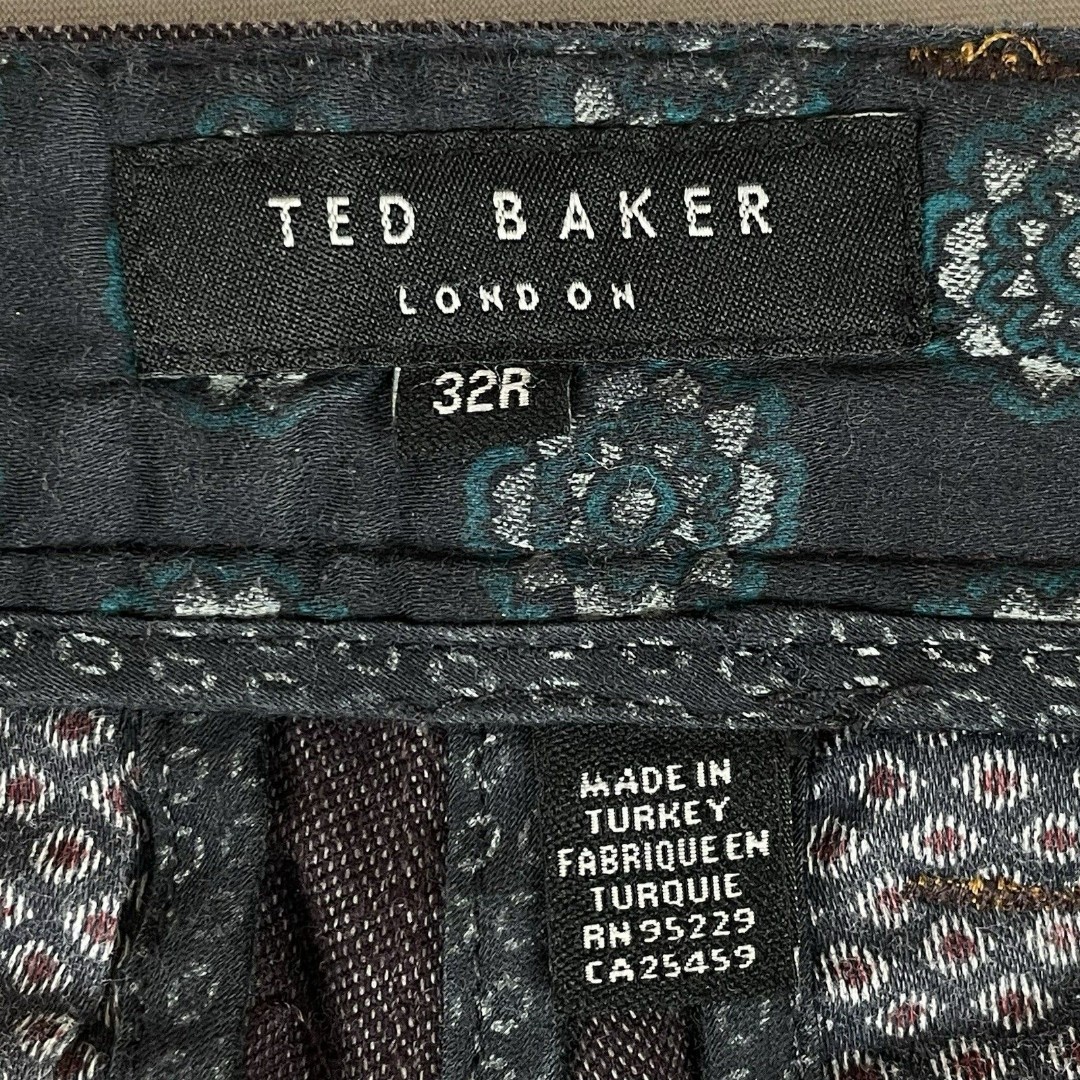 TED BAKER
LONDON
32R
MADE IN
TURKEY
FABRIQUE EN
TURQUIE
RN 95229
CA 25459